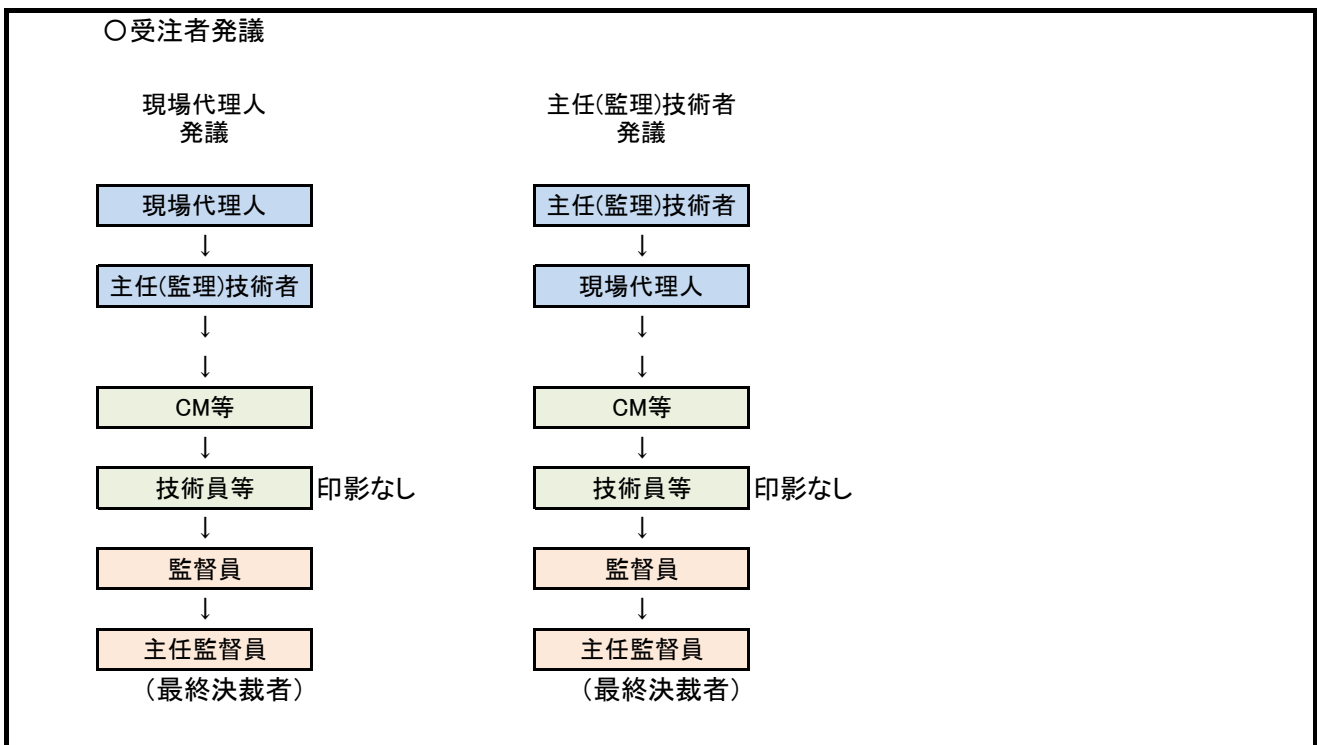 〇受注者発議
現場代理人
発議
現場代理人
↓
主任(監理)技術者
↓
↓
CM等
↓
技術員等 印影なし
↓
監督員
↓
主任監督員
（最終決裁者）
主任(監理)技術者
発議
主任(監理)技術者
↓
現場代理人
↓
↓
CM等
↓
技術員等 印影なし
↓
監督員
↓
主任監督員
（最終決裁者）